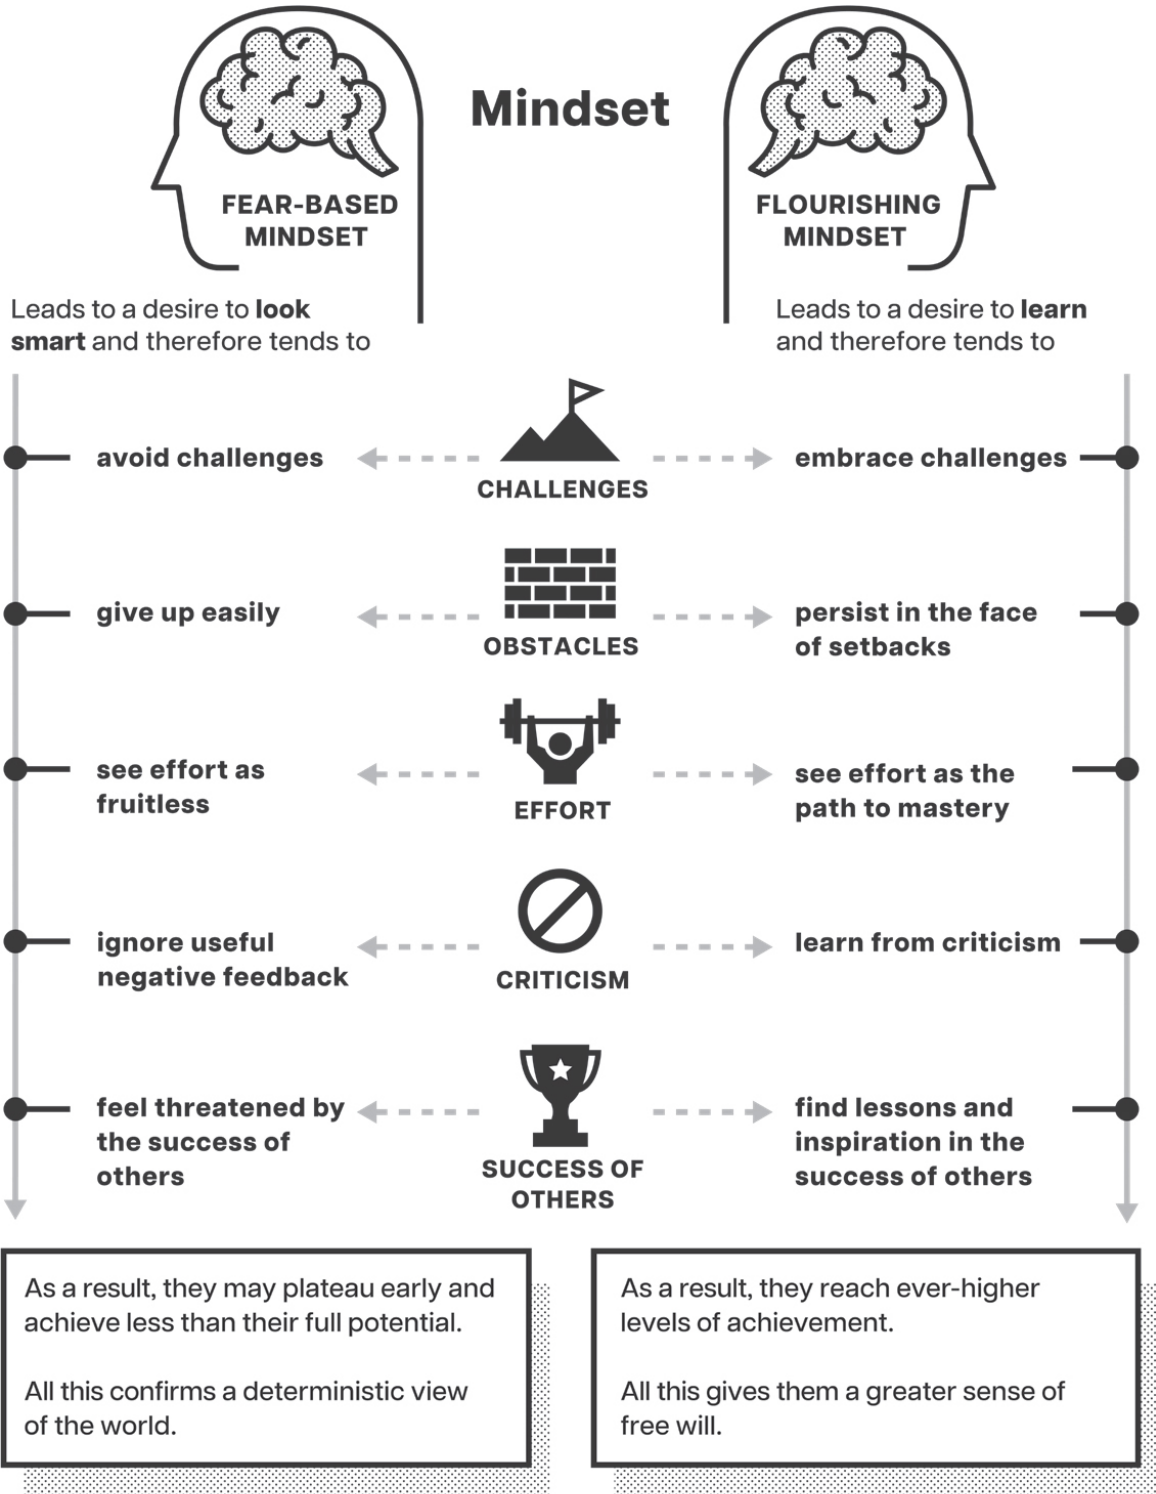 Mindset
FEAR-BASED
MINDSET
FLOURISHING
MINDSET
Leads to a desire to look
smart and therefore tends to
Leads to a desire to learn
and therefore tends to
avoid challenges
CHALLENGES
embrace challenges
give up easily
OBSTACLES
persist in the face
of setbacks
see effort as
fruitless
EFFORT
see effort as the
path to mastery
ignore useful
negative feedback
CRITICISM
learn from criticism
feel threatened by
the success of
others
SUCCESS OF
OTHERS
find lessons and
inspiration in the
success of others
As a result, they may plateau early and
achieve less than their full potential.
All this confirms a deterministic view
of the world.
As a result, they reach ever-higher
levels of achievement.
All this gives them a greater sense of
free will.